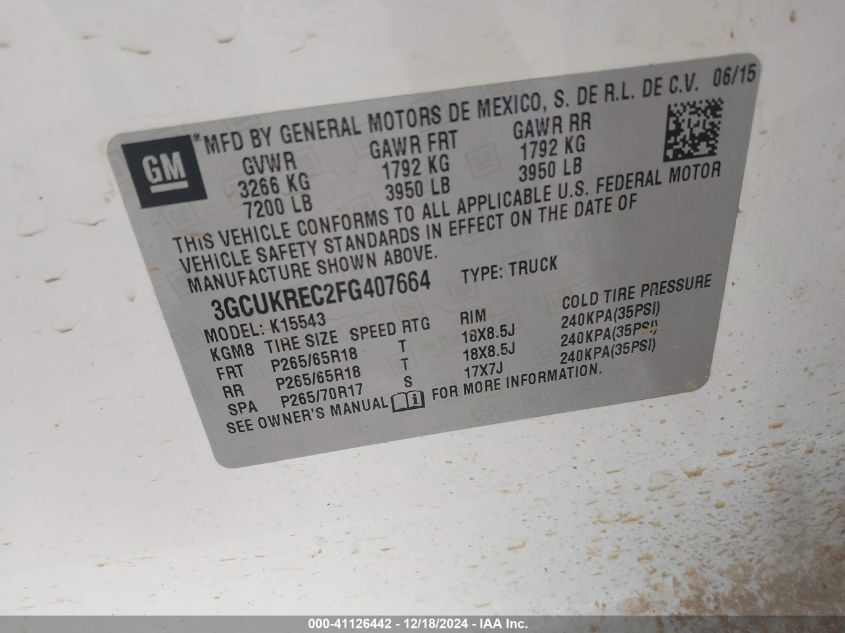 GM *MFD BY GENERAL MOTORS DE MEXICO, S. DE R.L. DE C.V. 06/15
GVWR GAWR FRT GAWR RR
3266 KG 1792 KG 1792 KG
7200 LB 3950 LB 3950 LB
THIS VEHICLE CONFORMS TO ALL APPLICABLE U.S. FEDERAL MOTOR
VEHICLE SAFETY STANDARDS IN EFFECT ON THE DATE OF
MANUFACTURE SHOWN ABOVE.
3GCUKREC2FG407664 TYPE: TRUCK
MODEL: K15543
KGM8 TIRE SIZE SPEED RTG RIM COLD TIRE PRESSURE
FRT P265/65R18 T 18X8.5J 240KPA(35PSI)
RR P265/65R18 T 18X8.5J 240KPA(35PSI)
SPA P265/70R17 S 17X7J 240KPA(35PSI)
SEE OWNER'S MANUAL FOR MORE INFORMATION.
000-41126442 - 12/18/2024 - IAA Inc.